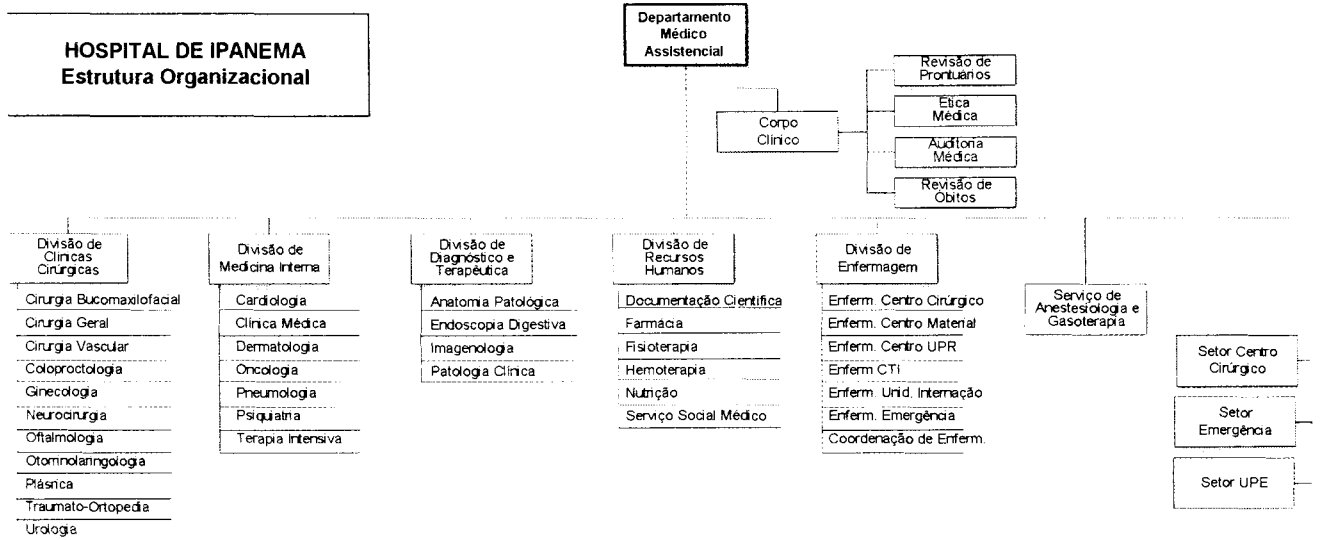 HOSPITAL DE IPANEMA
Estrutura Organizacional
Departamento
Médico
Assistencial
Corpo
Clínico
Revisão de
Prontuários
Etica
Médica
Auditoria
Médica
Revisão de
Óbitos
Divisão de
Clinicas
Cirúrgicas
Cirurgia Bucomaxilofacial
Cirurgia Geral
Cirurgia Vascular
Coloproctologia
Ginecologia
Neurocirurgia
Oftalmologia
Otorrinolaringologia
Plásrica
Traumato-Ortopedia
Urologia
Divisão de
Medicina Interna
Cardiologia
Clínica Médica
Dermatologia
Oncologia
Pneumologia
Psiquiatria
Terapia Intensiva
Divisão de
Diagnóstico e
Terapêutica
Anatomia Patológica
Endoscopia Digestiva
Imagenologia
Patologia Clínica
Divisão de
Recursos
Humanos
Documentação Cientifica
Farmácia
Fisioterapia
Hemoterapia
Nutrição
Serviço Social Médico
Divisão de
Enfermagem
Enferm. Centro Cirúrgico
Enferm. Centro Material
Enferm. Centro UPR
Enferm CTI
Enferm. Unid. Internação
Enferm. Emergência
Coordenação de Enferm.
Serviço de
Anestesiologia e
Gasoterapia
Setor Centro
Cirúrgico
Setor
Emergência
Setor UPE